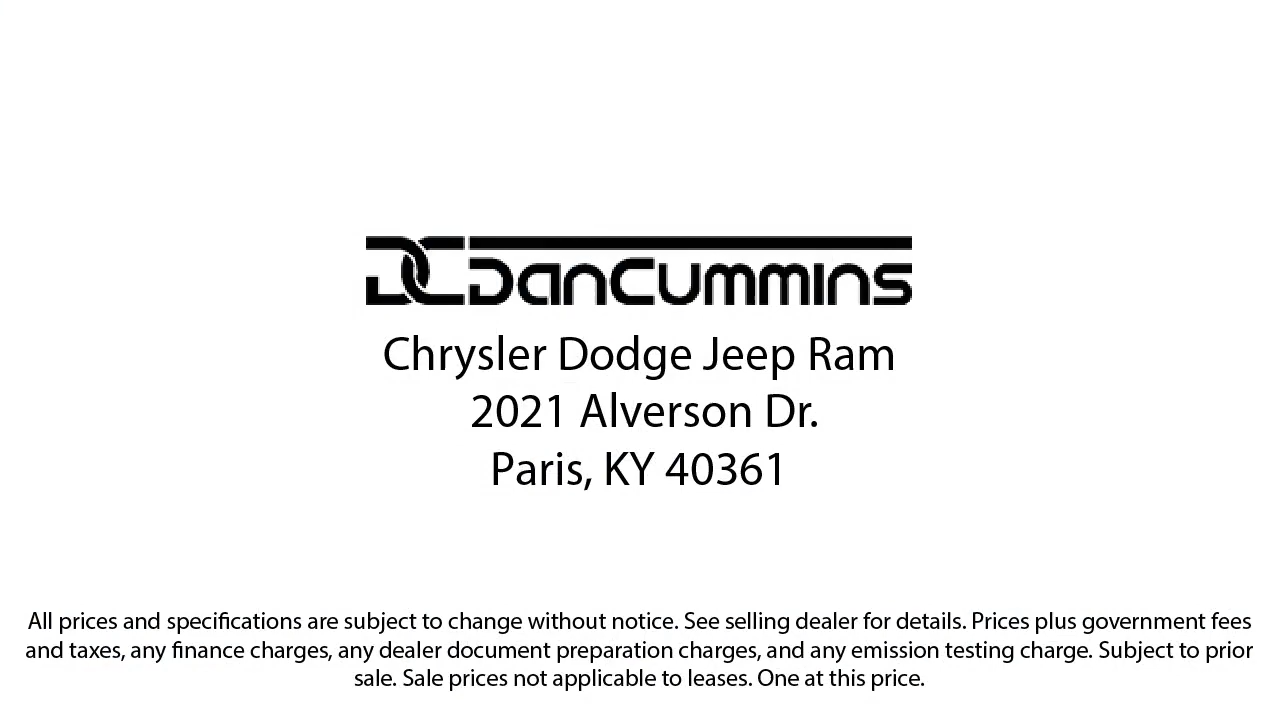 DC DanCummins
Chrysler Dodge Jeep Ram
2021 Alverson Dr.
Paris, KY 40361
All prices and specifications are subject to change without notice. See selling dealer for details. Prices plus government fees
and taxes, any finance charges, any dealer document preparation charges, and any emission testing charge. Subject to prior
sale. Sale prices not applicable to leases. One at this price.